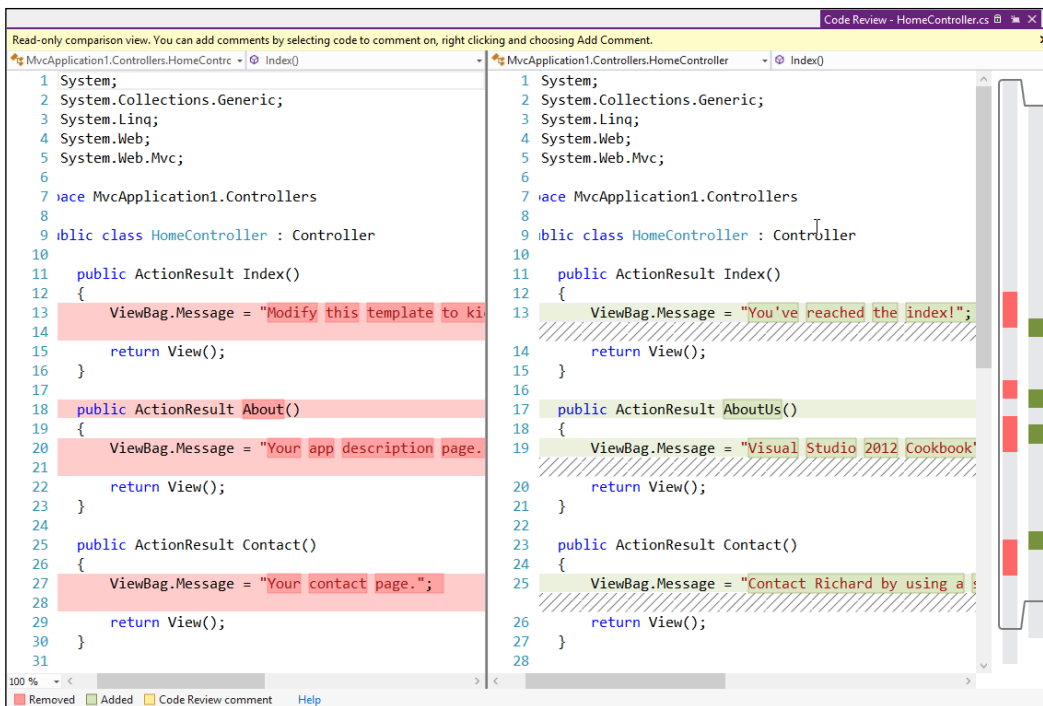 Code Review - HomeController.cs
Read-only comparison view. You can add comments by selecting code to comment on, right clicking and choosing Add Comment.
MvcApplication1.Controllers.HomeContrc Index()
1 System;
2 System.Collections.Generic;
3 System.Linq;
4 System.Web;
5 System.Web.Mvc;
6
7 pace MvcApplication1.Controllers
8
9 ublic class HomeController : Controller
10
11 public ActionResult Index()
12 {
13 ViewBag.Message = "Modify this template to ki
14
15 return View();
16 }
17
18 public ActionResult About()
19 {
20 ViewBag.Message = "Your app description page.
21
22 return View();
23 }
24
25 public ActionResult Contact()
26 {
27 ViewBag.Message = "Your contact page.";
28
29 return View();
30 }
31
MvcApplication1.Controllers.HomeController Index()
1 System;
2 System.Collections.Generic;
3 System.Linq;
4 System.Web;
5 System.Web.Mvc;
6
7 pace MvcApplication1.Controllers
8
9 ublic class HomeController : Controller
10
11 public ActionResult Index()
12 {
13 ViewBag.Message = "You've reached the index!";
14 return View();
15 }
16
17 public ActionResult AboutUs()
18 {
19 ViewBag.Message = "Visual Studio 2012 Cookbook"
20 return View();
21 }
22
23 public ActionResult Contact()
24 {
25 ViewBag.Message = "Contact Richard by using a s
26 return View();
27 }
28
100 %
Removed Added Code Review comment Help